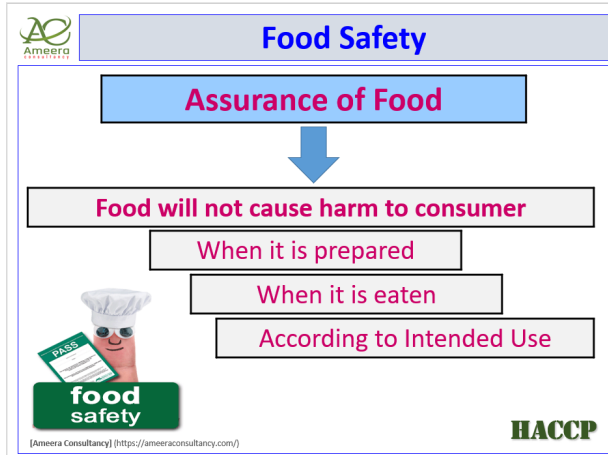 Ameera
consultancy
Food Safety
Assurance of Food
Food will not cause harm to consumer
When it is prepared
When it is eaten
According to Intended Use
PASS
food
safety
HACCP
[Ameera Consultancy] (https://ameeraconsultancy.com/)